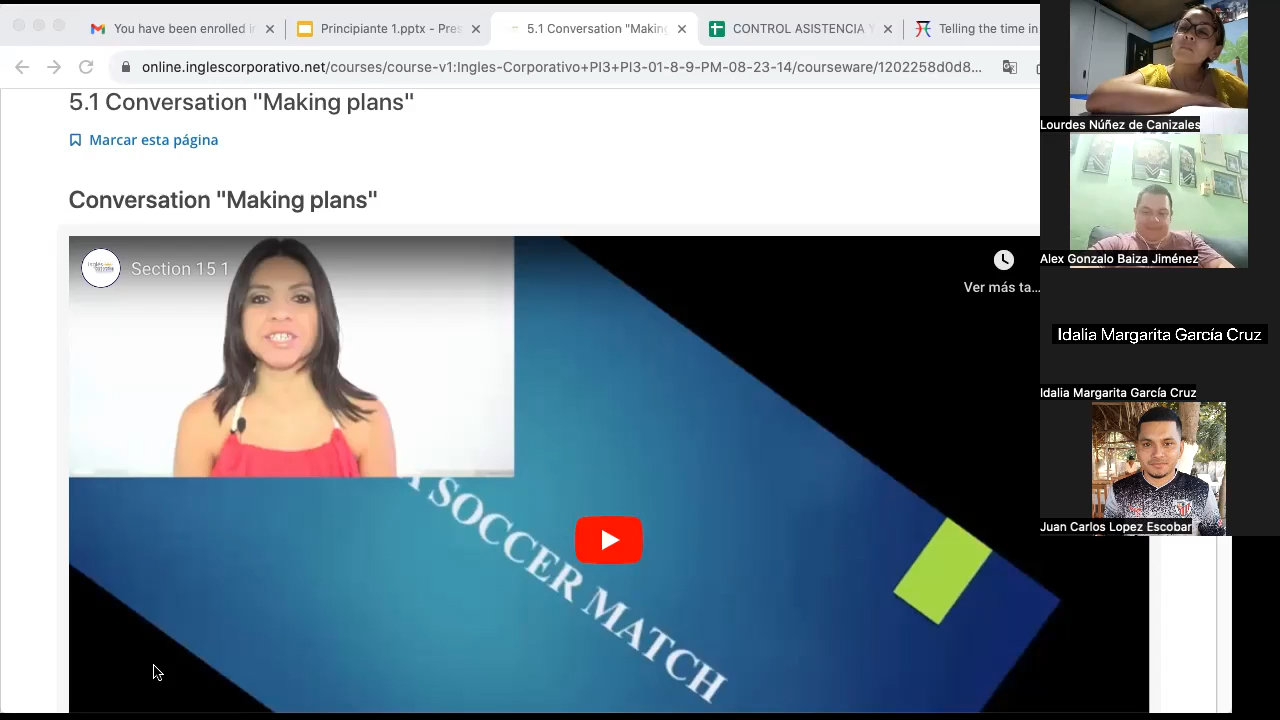 You have been enrolled i
Principiante 1.pptx - Pres
5.1 Conversation "Making
CONTROL ASISTENCIA Y
Telling the time in
online.inglescorporativo.net/courses/course-v1:Ingles-Corporativo+PI3+PI3-01-8-9-PM-08-23-14/courseware/1202258d0d8...
5.1 Conversation "Making plans"
Marcar esta página
Conversation "Making plans"
Section 15 1
Ver más ta...
A SOCCER MATCH
Lourdes Núñez de Canizales
Alex Gonzalo Baiza Jiménez
Idalia Margarita García Cruz
Idalia Margarita García Cruz
Juan Carlos Lopez Escobar